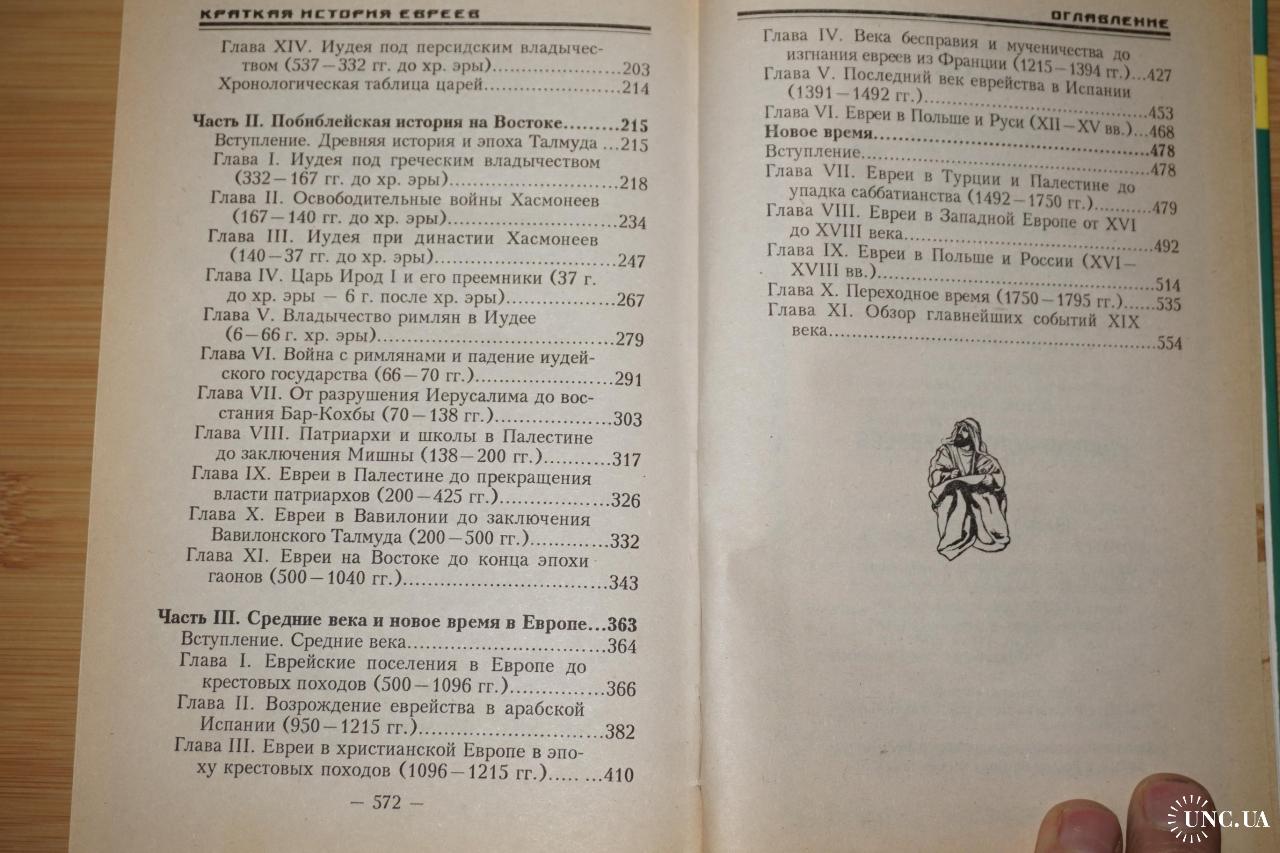 КРАТКАЯ ИСТОРИЯ ЕВРЕЕВ
Глава XIV. Иудея под персидским владычес-
твом (537—332 гг. до хр. эры)..............................203
Хронологическая таблица царей.........................214
Часть II. Побиблейская история на Востоке.........215
Вступление. Древняя история и эпоха Талмуда ...215
Глава I. Иудея под греческим владычеством
(332—167 гг. до хр. эры)....................................218
Глава II. Освободительные войны Хасмонеев
(167—140 гг. до хр. эры)....................................234
Глава III. Иудея при династии Хасмонеев
(140—37 гг. до хр. эры)......................................247
Глава IV. Царь Ирод I и его преемники (37 г.
до хр. эры — 6 г. после хр. эры)........................267
Глава V. Владычество римлян в Иудее
(6—66 г. хр. эры)................................................279
Глава VI. Война с римлянами и падение иудей-
ского государства (66—70 гг.)............................291
Глава VII. От разрушения Иерусалима до вос-
стания Бар-Кохбы (70—138 гг.)........................303
Глава VIII. Патриархи и школы в Палестине
до заключения Мишны (138—200 гг.)..............317
Глава IX. Евреи в Палестине до прекращения
власти патриархов (200—425 гг.)......................326
Глава X. Евреи в Вавилонии до заключения
Вавилонского Талмуда (200—500 гг.)................332
Глава XI. Евреи на Востоке до конца эпохи
гаонов (500—1040 гг.)..........................................343
Часть III. Средние века и новое время в Европе...363
Вступление. Средние века........................................364
Глава I. Еврейские поселения в Европе до
крестовых походов (500—1096 гг.)....................366
Глава II. Возрождение еврейства в арабской
Испании (950—1215 гг.)......................................382
Глава III. Евреи в христианской Европе в эпо-
ху крестовых походов (1096—1215 гг.)..... ...410
— 572 —
ОГЛАВЛЕНИЕ
Глава IV. Века бесправия и мученичества до
изгнания евреев из Франции (1215—1394 гг.)...427
Глава V. Последний век еврейства в Испании
(1391—1492 гг.)....................................................453
Глава VI. Евреи в Польше и Руси (XII—XV вв.)...468
Новое время..............................................................478
Вступление................................................................478
Глава VII. Евреи в Турции и Палестине до
упадка саббатианства (1492—1750 гг.)..............479
Глава VIII. Евреи в Западной Европе от XVI
до XVIII века........................................................492
Глава IX. Евреи в Польше и России (XVI—
XVIII вв.)..............................................................514
Глава X. Переходное время (1750—1795 гг.)......535
Глава XI. Обзор главнейших событий XIX
века........................................................................554
UNC.UA